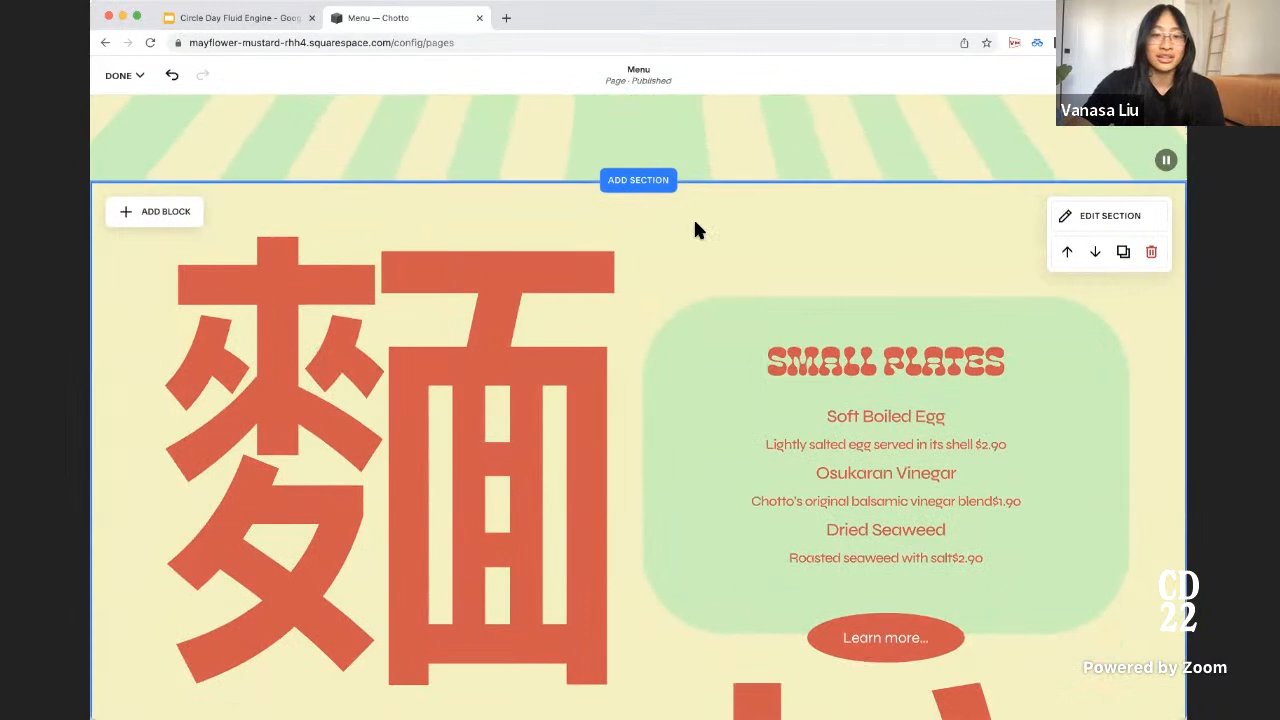 Circle Day Fluid Engine - Goog
Menu — Chotto
mayflower-mustard-rhh4.squarespace.com/config/pages
DONE
Menu
Page · Published
Vanasa Liu
ADD SECTION
ADD BLOCK
EDIT SECTION
麵
SMALL PLATES
Soft Boiled Egg
Lightly salted egg served in its shell $2.90
Osukaran Vinegar
Chotto's original balsamic vinegar blend$1.90
Dried Seaweed
Roasted seaweed with salt$2.90
Learn more...
CD
22
Powered by Zoom